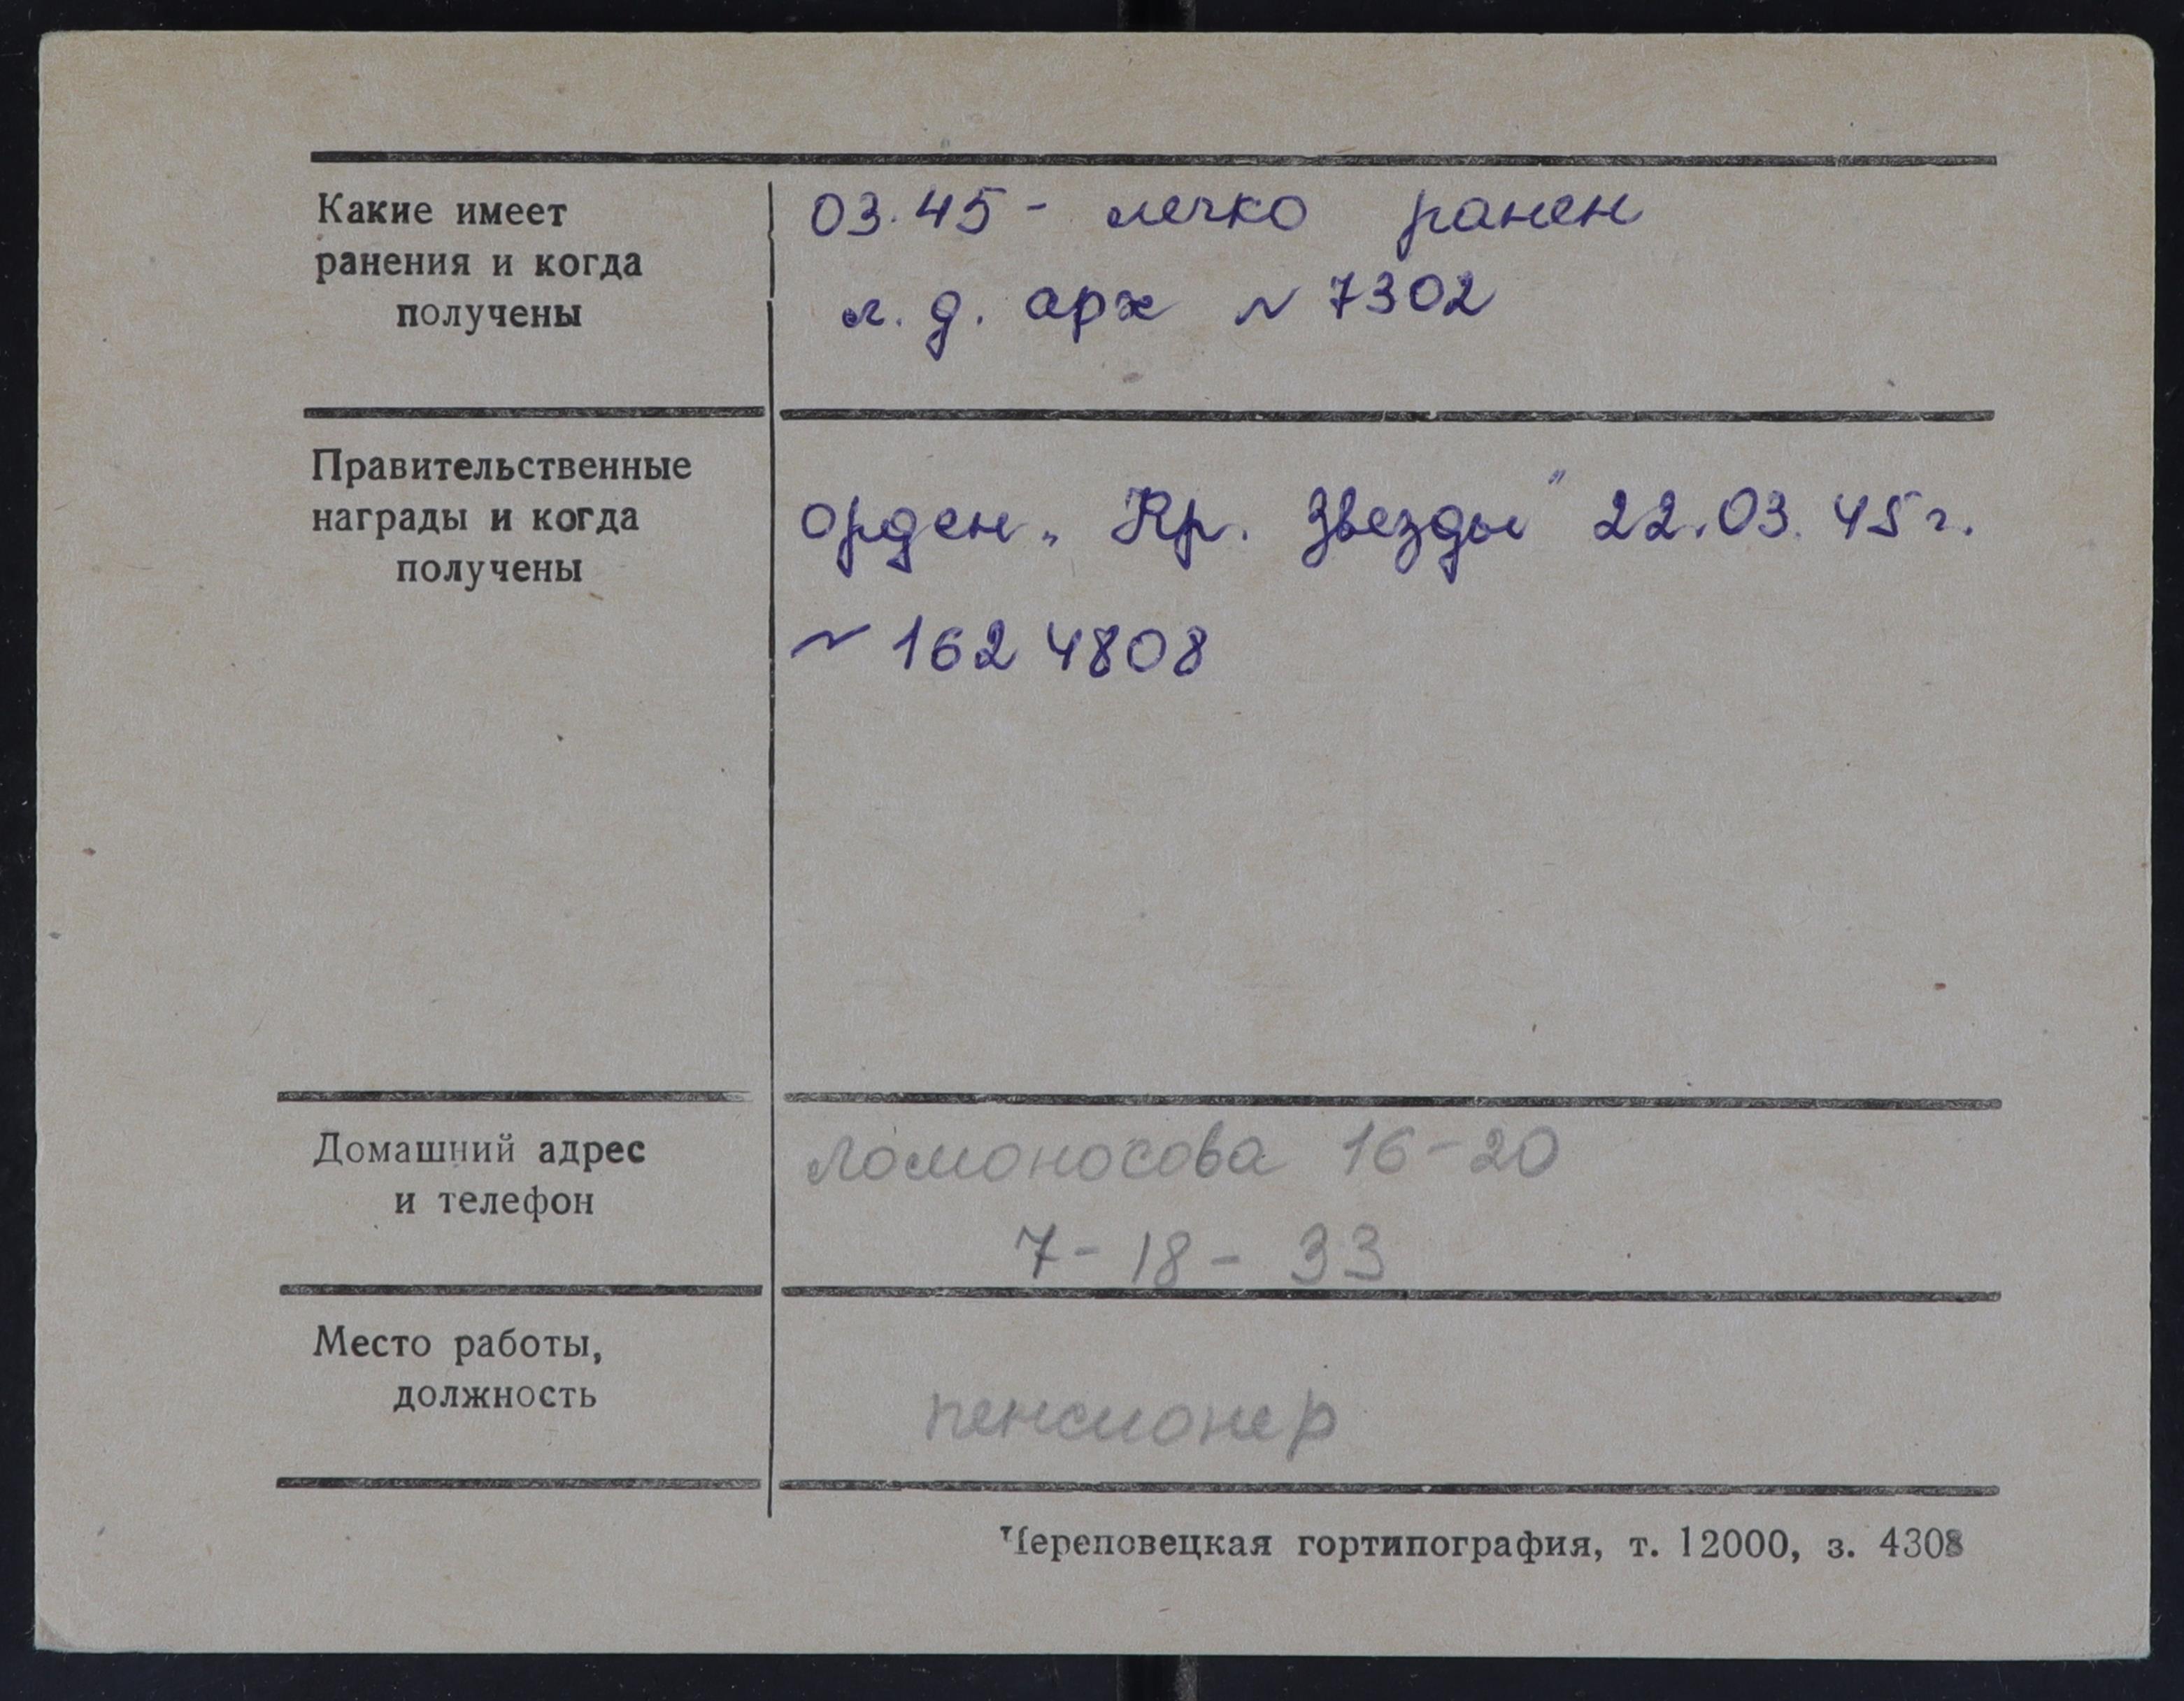 Какие имеет
ранения и когда
получены
03.45 - легко ранен
л. д. арх № 7302
Правительственные
награды и когда
получены
орден „ Кр. Звезды " 22.03.45 г.
№ 162 4808
Домашний адрес
и телефон
Ломоносова 16-20
7-18-33
Место работы,
должность
пенсионер
Череповецкая гортипография, т. 12000, з. 4308